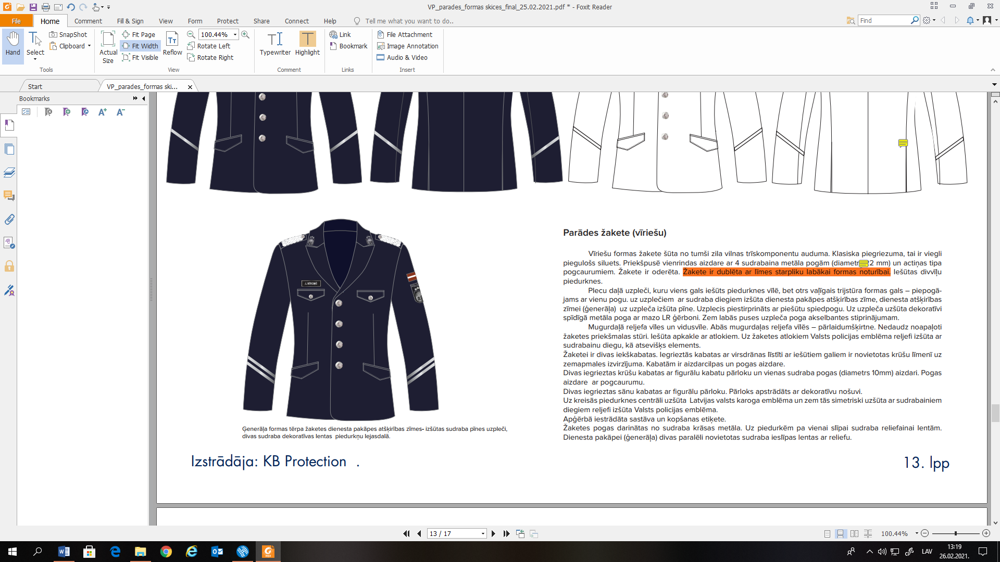 VP_parades_formas skices_final_25.02.2021.pdf * - Foxit Reader
File Home Comment Fill & Sign View Form Protect Share Connect Help Tell me what you want to do.. Find
Hand Select SnapShot Clipboard Actual Size Fit Page Fit Width Fit Visible Reflow 100.44% Rotate Left Rotate Right Typewriter Highlight Link Bookmark File Attachment Image Annotation Audio & Video
Tools View Comment Links Insert
Start VP_parades_formas ski...
Bookmarks
Parādes žakete (vīriešu)
Vīriešu formas žakete šūta no tumši zila vilnas trīskomponentu auduma. Klasiska piegriezuma, tai ir viegli
piegulošs siluets. Priekšpusē vienrindas aizdare ar 4 sudrabaina metāla pogām (diametrs 22 mm) un actiņas tipa
pogcaurumiem. Žakete ir oderēta. Žakete ir dublēta ar līmes starpliku labākai formas noturībai. Iešūtas divvīļu
piedurknes.
Plecu daļā uzpleči, kuru viens gals iešūts piedurknes vīlē, bet otrs vaļīgais trijstūra formas gals – piepogā-
jams ar vienu pogu. uz uzplečiem ar sudraba diegiem izšūta dienesta pakāpes atšķirības zīme, dienesta atšķirības
zīmei (ģenerāļa) uz uzpleča izšūta pīne. Uzplecis piestirprināts ar piešūtu spiedpogu. Uz uzpleča uzšūta dekoratīvi
spīdīgā metāla poga ar mazo LR ģērboni. Zem labās puses uzpleča poga akselbantes stiprinājumam.
Mugurdaļā reljefa vīles un vidusvīle. Abās mugurdaļas reljefa vīlēs – pārlaidumšķirtne. Nedaudz noapaļoti
žaketes priekšmalas stūri. Iešūta apkakle ar atlokiem. Uz žaketes atlokiem Valsts policijas emblēma reljefi izšūta ar
sudrabainu diegu, kā atsevišķs elements.
Žaketei ir divas iekškabatas. Iegrieztās kabatas ar virsdrānas līstīti ar iešūtiem galiem ir novietotas krūšu līmenī uz
zemapmales izvirzījuma. Kabatām ir aizdarcilpas un pogas aizdare.
Divas iegrieztas krūšu kabatas ar figurālu kabatu pārloku un vienas sudraba pogas (diametrs 10mm) aizdari. Pogas
aizdare ar pogcaurumu.
Divas iegrieztas sānu kabatas ar figurālu pārloku. Pārloks apstrādāts ar dekoratīvu nošuvi.
Uz kreisās piedurknes centrāli uzšūta Latvijas valsts karoga emblēma un zem tās simetriski uzšūta ar sudrabainiem
diegiem reljefi izšūta Valsts policijas emblēma.
Apģērbā iestrādāta sastāva un kopšanas etiķete.
Žaketes pogas darinātas no sudraba krāsas metāla. Uz piedurkēm pa vienai slīpai sudraba reliefainai lentām.
Dienesta pakāpei (ģenerāļa) divas paralēli novietotas sudraba ieslīpas lentas ar reliefu.
J. BĒRZIŅŠ
Ģenerāļa formas tērpa žaketes dienesta pakāpes atšķirības zīmes- izšūtas sudraba pīnes uzpleči,
divas sudraba dekoratīvas lentas piedurkņu lejasdalā.
Izstrādāja: KB Protection .
13. lpp
13 / 17
100.44%
LAV
13:19
26.02.2021.